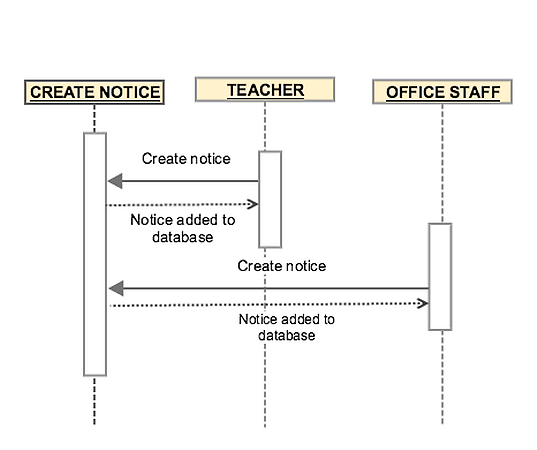 CREATE NOTICE
TEACHER
OFFICE STAFF
Create notice
Notice added to
database
Create notice
Notice added to
database